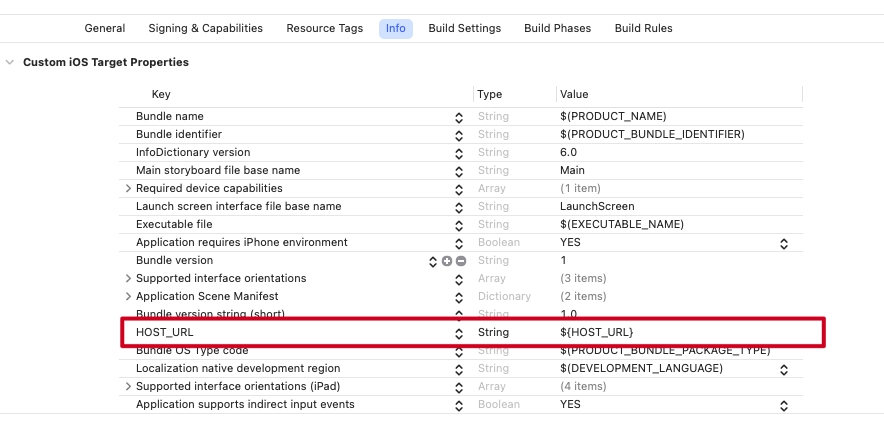 General Signing & Capabilities Resource Tags Info Build Settings Build Phases Build Rules
Custom iOS Target Properties
Key Type Value
Bundle name String $(PRODUCT_NAME)
Bundle identifier String $(PRODUCT_BUNDLE_IDENTIFIER)
InfoDictionary version String 6.0
Main storyboard file base name String Main
Required device capabilities Array (1 item)
Launch screen interface file base name String LaunchScreen
Executable file String $(EXECUTABLE_NAME)
Application requires iPhone environment Boolean YES
Bundle version String 1
Supported interface orientations Array (3 items)
Application Scene Manifest Dictionary (2 items)
Bundle version string (short) String 1.0
HOST_URL String ${HOST_URL}
Bundle OS Type code String $(PRODUCT_BUNDLE_PACKAGE_TYPE)
Localization native development region String $(DEVELOPMENT_LANGUAGE)
Supported interface orientations (iPad) Array (4 items)
Application supports indirect input events Boolean YES